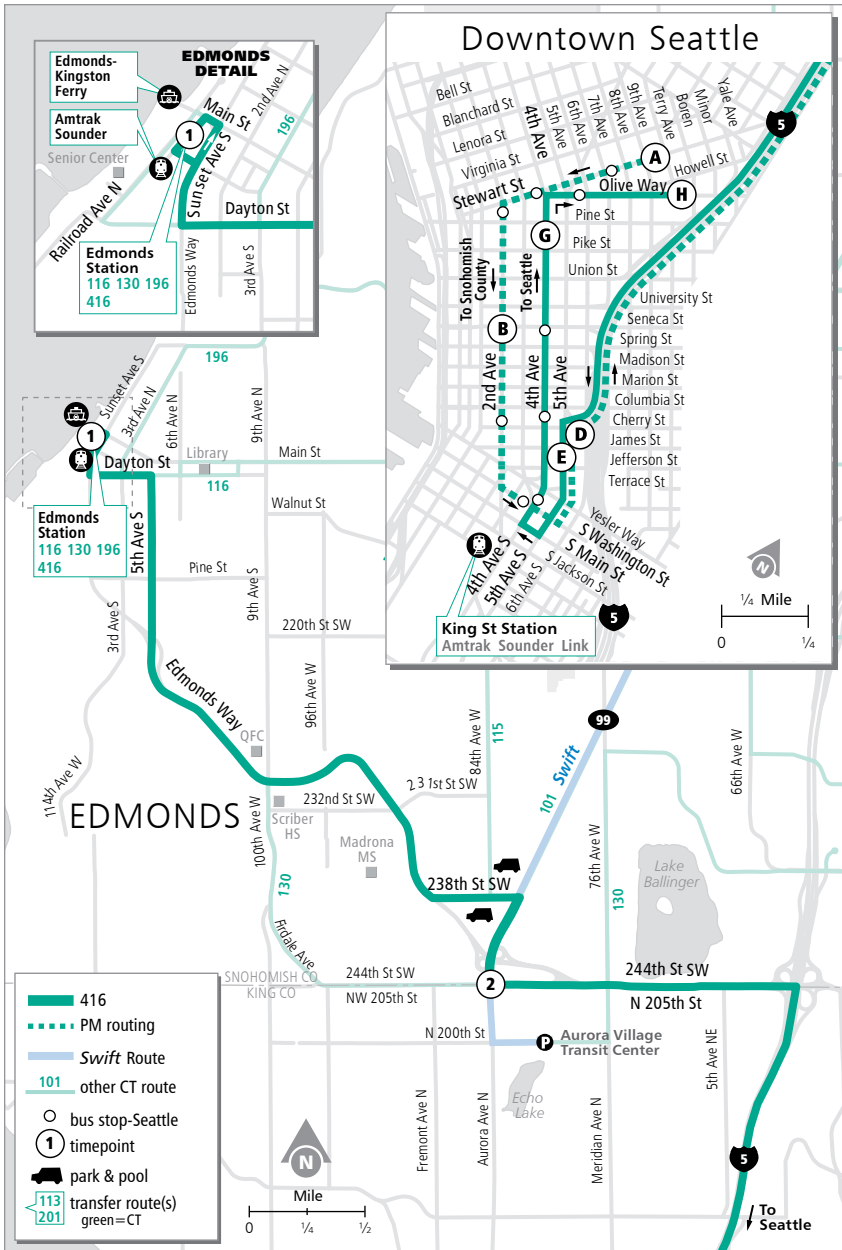 EDMONDS
DETAIL
Edmonds-
Kingston
Ferry
Amtrak
Sounder
Senior Center
Main St
2nd Ave N
196
1
Sunset Ave S
Railroad Ave N
Dayton St
Edmonds
Station
116 130 196
416
Edmonds Way
3rd Ave S
Downtown Seattle
Bell St
Blanchard St
Lenora St
Virginia St
Stewart St
4th Ave
5th Ave
6th Ave
7th Ave
8th Ave
9th Ave
Terry Ave
Boren
Minor
Yale Ave
5
A
Howell St
Olive Way
H
Pine St
G
Pike St
Union St
To Snohomish
County
To Seattle
B
2nd Ave
4th Ave
5th Ave
University St
Seneca St
Spring St
Madison St
Marion St
Columbia St
Cherry St
James St
Jefferson St
Terrace St
D
E
Yesler Way
S Washington St
S Main St
S Jackson St
4th Ave S
5th Ave S
6th Ave S
King St Station
Amtrak Sounder Link
5
N
¼ Mile
0
¼
196
Sunset Ave S
3rd Ave N
6th Ave N
9th Ave N
1
Library
Main St
Dayton St
116
Walnut St
Edmonds
Station
116 130 196
416
5th Ave S
Pine St
9th Ave S
3rd Ave S
220th St SW
Edmonds Way
96th Ave W
QFC
114th Ave W
EDMONDS
100th Ave W
232nd St SW
231st St SW
Scriber
HS
Madrona
MS
84th Ave W
115
99
101
Swift
76th Ave W
66th Ave W
Lake
Ballinger
238th St SW
130
130
Firdale Ave
SNOHOMISH CO
KING CO
244th St SW
NW 205th St
2
244th St SW
N 205th St
N 200th St
P
Aurora Village
Transit Center
Echo
Lake
5th Ave NE
Fremont Ave N
Aurora Ave N
Meridian Ave N
5
To
Seattle
416
PM routing
Swift Route
101
other CT route
bus stop-Seattle
1
timepoint
park & pool
113
201
transfer route(s)
green=CT
N
Mile
0
¼
½